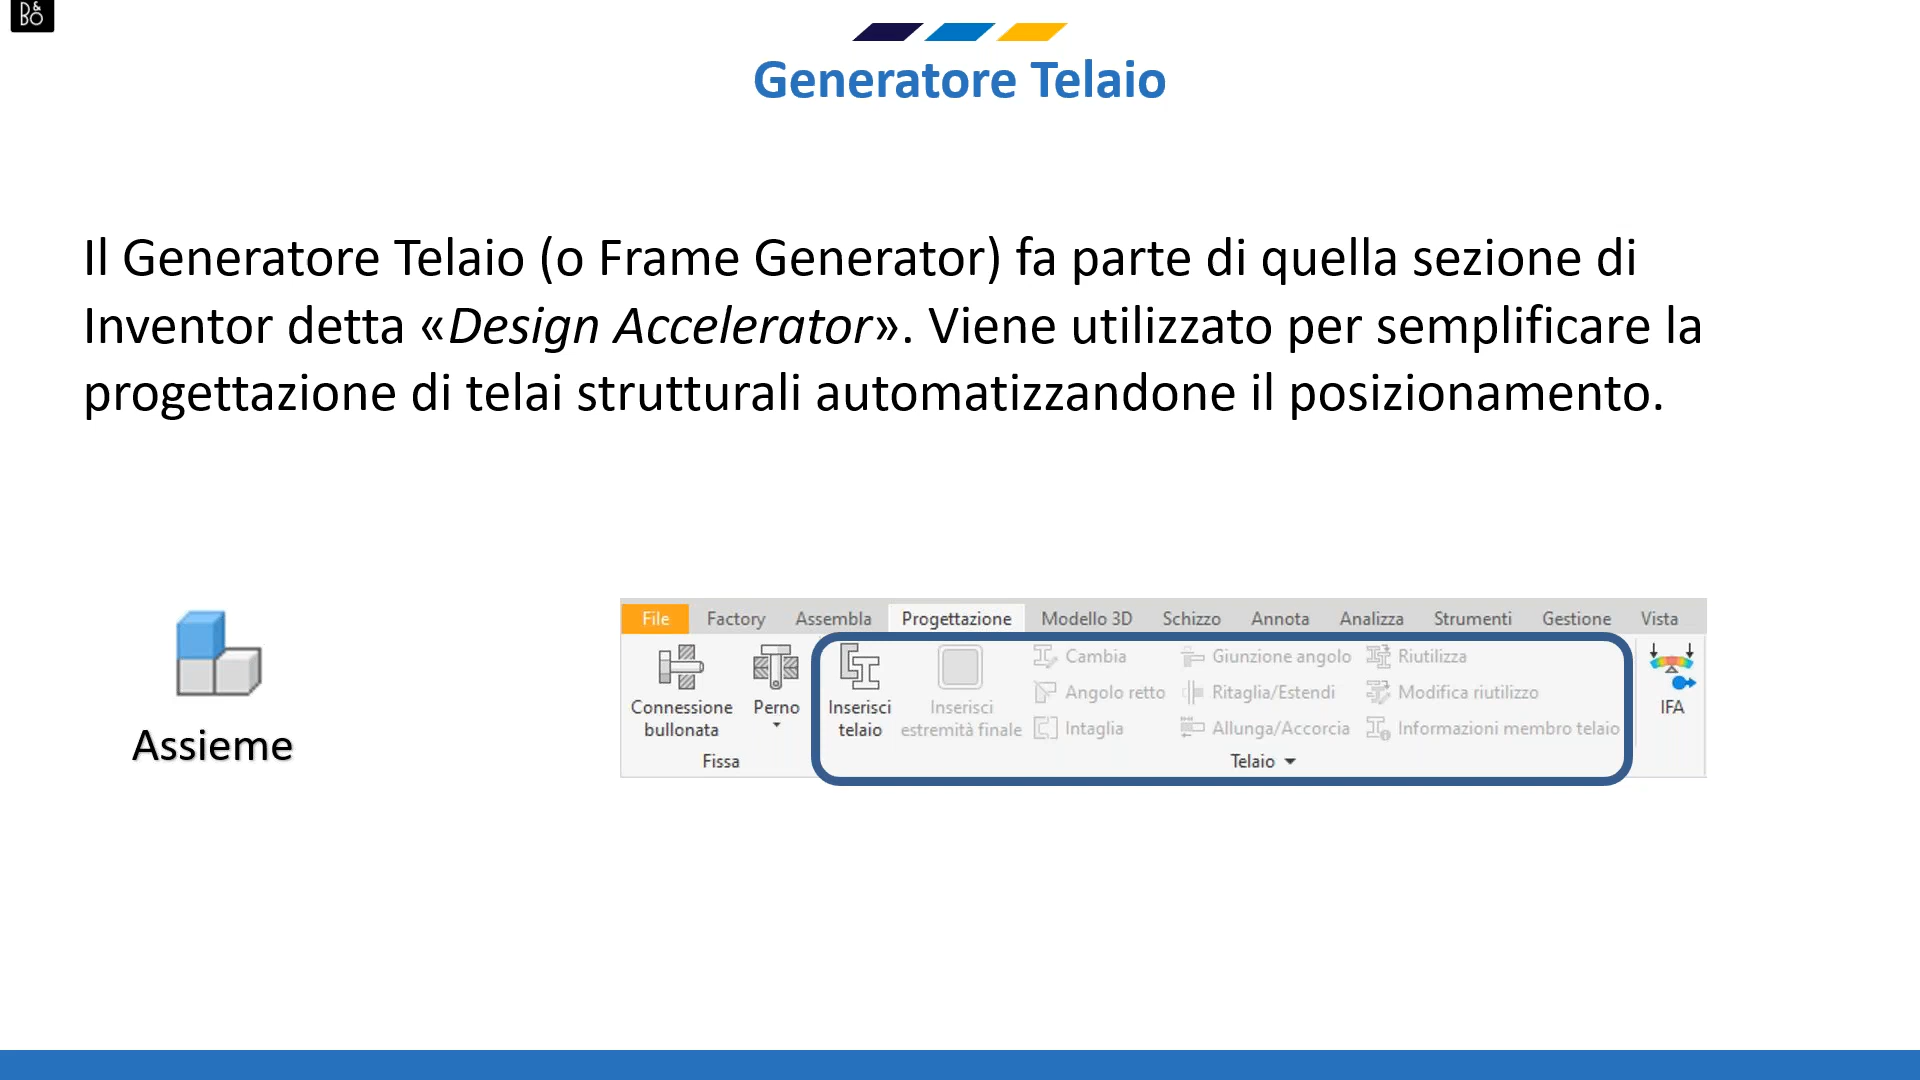 B&O
Generatore Telaio
Il Generatore Telaio (o Frame Generator) fa parte di quella sezione di
Inventor detta «Design Accelerator». Viene utilizzato per semplificare la
progettazione di telai strutturali automatizzandone il posizionamento.
Assieme
File Factory Assembla Progettazione Modello 3D Schizzo Annota Analizza Strumenti Gestione Vista
Connessione bullonata
Perno
Fissa
Inserisci telaio
Inserisci estremità finale
Cambia
Angolo retto
Intaglia
Giunzione angolo
Ritaglia/Estendi
Allunga/Accorcia
Riutilizza
Modifica riutilizzo
Informazioni membro telaio
Telaio
IFA